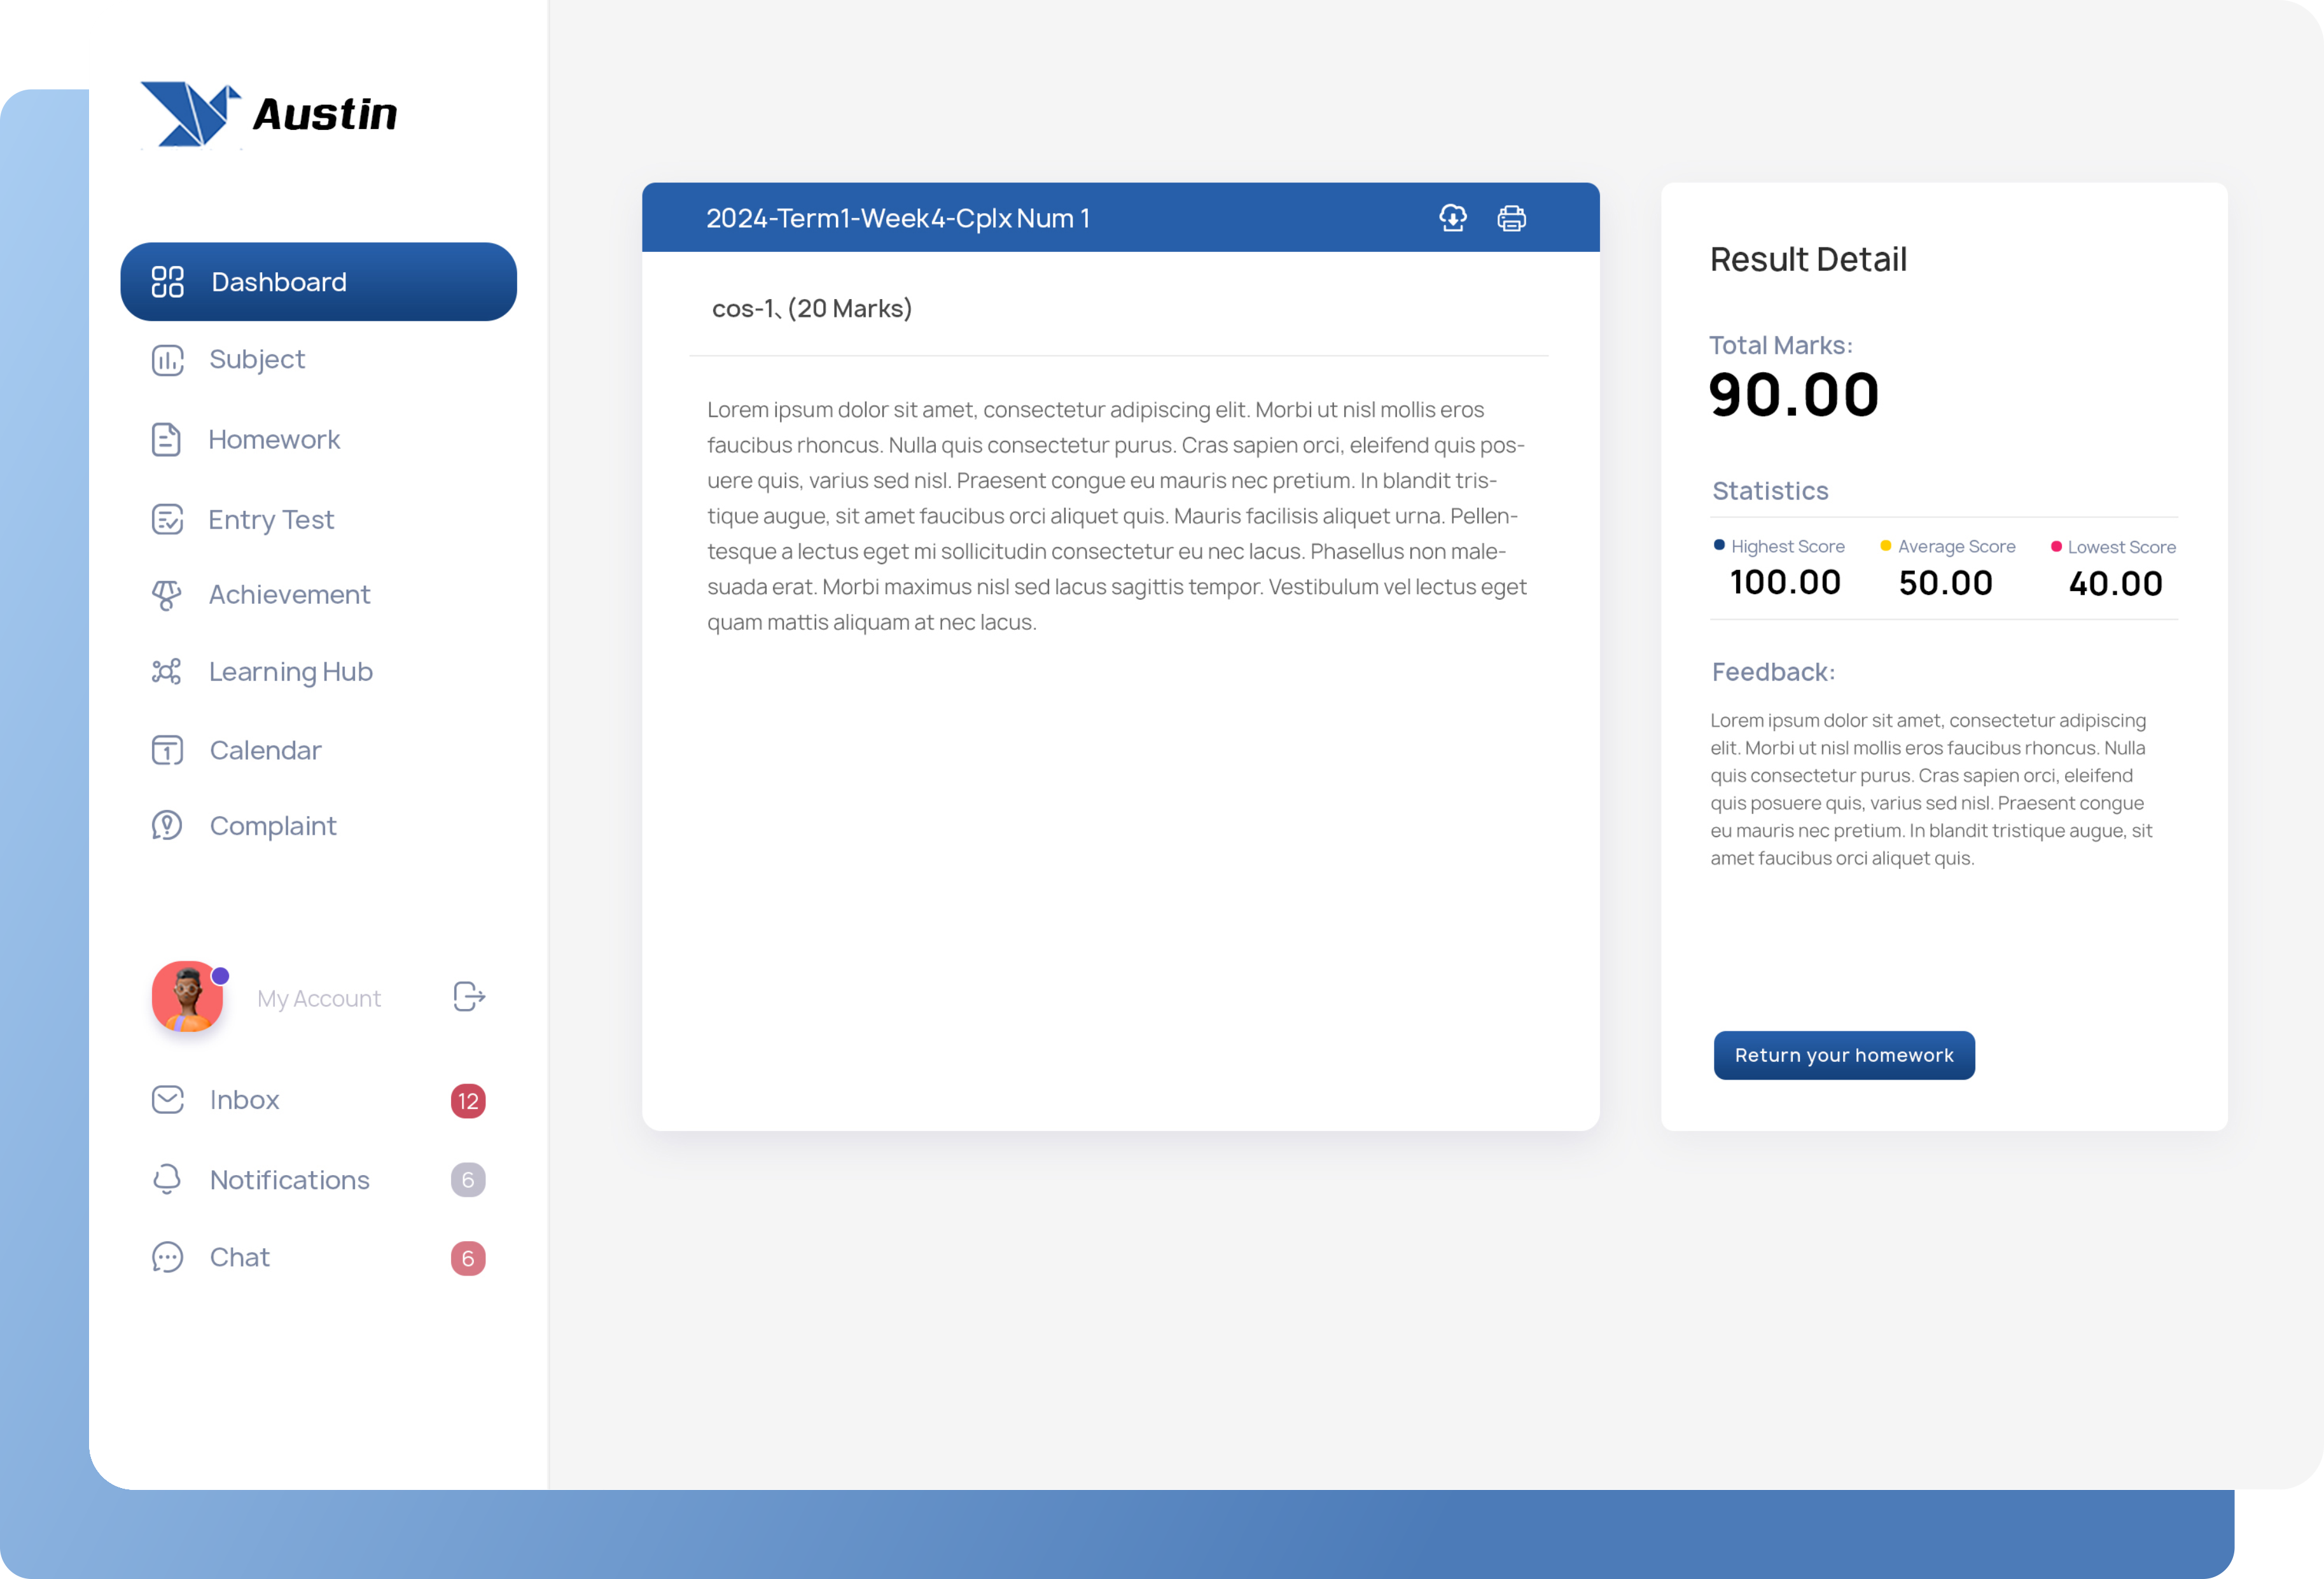 Austin
Dashboard
Subject
Homework
Entry Test
Achievement
Learning Hub
Calendar
Complaint
My Account
Inbox 12
Notifications 6
Chat 6
2024-Term1-Week4-Cplx Num 1
cos-1、(20 Marks)
Lorem ipsum dolor sit amet, consectetur adipiscing elit. Morbi ut nisl mollis eros
faucibus rhoncus. Nulla quis consectetur purus. Cras sapien orci, eleifend quis pos-
uere quis, varius sed nisl. Praesent congue eu mauris nec pretium. In blandit tris-
tique augue, sit amet faucibus orci aliquet quis. Mauris facilisis aliquet urna. Pellen-
tesque a lectus eget mi sollicitudin consectetur eu nec lacus. Phasellus non male-
suada erat. Morbi maximus nisl sed lacus sagittis tempor. Vestibulum vel lectus eget
quam mattis aliquam at nec lacus.
Result Detail
Total Marks:
90.00
Statistics
Highest Score Average Score Lowest Score
100.00 50.00 40.00
Feedback:
Lorem ipsum dolor sit amet, consectetur adipiscing
elit. Morbi ut nisl mollis eros faucibus rhoncus. Nulla
quis consectetur purus. Cras sapien orci, eleifend
quis posuere quis, varius sed nisl. Praesent congue
eu mauris nec pretium. In blandit tristique augue, sit
amet faucibus orci aliquet quis.
Return your homework